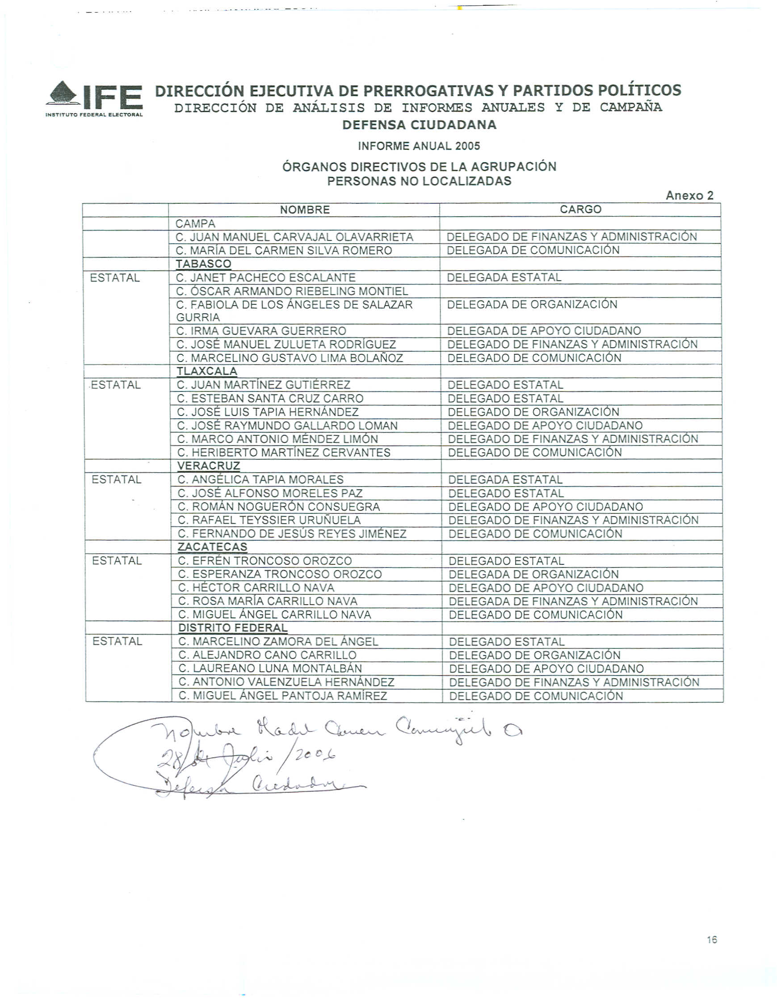 IFE
INSTITUTO FEDERAL ELECTORAL
DIRECCIÓN EJECUTIVA DE PRERROGATIVAS Y PARTIDOS POLÍTICOS
DIRECCIÓN DE ANÁLISIS DE INFORMES ANUALES Y DE CAMPAÑA
DEFENSA CIUDADANA
INFORME ANUAL 2005
ÓRGANOS DIRECTIVOS DE LA AGRUPACIÓN
PERSONAS NO LOCALIZADAS
Anexo 2
NOMBRE CARGO
CAMPA
C. JUAN MANUEL CARVAJAL OLAVARRIETA DELEGADO DE FINANZAS Y ADMINISTRACIÓN
C. MARÍA DEL CARMEN SILVA ROMERO DELEGADA DE COMUNICACIÓN
TABASCO
ESTATAL C. JANET PACHECO ESCALANTE DELEGADA ESTATAL
C. ÓSCAR ARMANDO RIEBELING MONTIEL
C. FABIOLA DE LOS ÁNGELES DE SALAZAR DELEGADA DE ORGANIZACIÓN
GURRIA
C. IRMA GUEVARA GUERRERO DELEGADA DE APOYO CIUDADANO
C. JOSÉ MANUEL ZULUETA RODRÍGUEZ DELEGADO DE FINANZAS Y ADMINISTRACIÓN
C. MARCELINO GUSTAVO LIMA BOLAÑOZ DELEGADO DE COMUNICACIÓN
TLAXCALA
ESTATAL C. JUAN MARTÍNEZ GUTIÉRREZ DELEGADO ESTATAL
C. ESTEBAN SANTA CRUZ CARRO DELEGADO ESTATAL
C. JOSÉ LUIS TAPIA HERNÁNDEZ DELEGADO DE ORGANIZACIÓN
C. JOSÉ RAYMUNDO GALLARDO LOMAN DELEGADO DE APOYO CIUDADANO
C. MARCO ANTONIO MÉNDEZ LIMÓN DELEGADO DE FINANZAS Y ADMINISTRACIÓN
C. HERIBERTO MARTÍNEZ CERVANTES DELEGADO DE COMUNICACIÓN
VERACRUZ
ESTATAL C. ANGÉLICA TAPIA MORALES DELEGADA ESTATAL
C. JOSÉ ALFONSO MORELES PAZ DELEGADO ESTATAL
C. ROMÁN NOGUERÓN CONSUEGRA DELEGADO DE APOYO CIUDADANO
C. RAFAEL TEYSSIER URUÑUELA DELEGADO DE FINANZAS Y ADMINISTRACIÓN
C. FERNANDO DE JESÚS REYES JIMÉNEZ DELEGADO DE COMUNICACIÓN
ZACATECAS
ESTATAL C. EFRÉN TRONCOSO OROZCO DELEGADO ESTATAL
C. ESPERANZA TRONCOSO OROZCO DELEGADA DE ORGANIZACIÓN
C. HÉCTOR CARRILLO NAVA DELEGADO DE APOYO CIUDADANO
C. ROSA MARÍA CARRILLO NAVA DELEGADA DE FINANZAS Y ADMINISTRACIÓN
C. MIGUEL ÁNGEL CARRILLO NAVA DELEGADO DE COMUNICACIÓN
DISTRITO FEDERAL
ESTATAL C. MARCELINO ZAMORA DEL ÁNGEL DELEGADO ESTATAL
C. ALEJANDRO CANO CARRILLO DELEGADO DE ORGANIZACIÓN
C. LAUREANO LUNA MONTALBÁN DELEGADO DE APOYO CIUDADANO
C. ANTONIO VALENZUELA HERNÁNDEZ DELEGADO DE FINANZAS Y ADMINISTRACIÓN
C. MIGUEL ÁNGEL PANTOJA RAMÍREZ DELEGADO DE COMUNICACIÓN
Nombre
28/de Julio/2006
Defensa Ciudadana
16